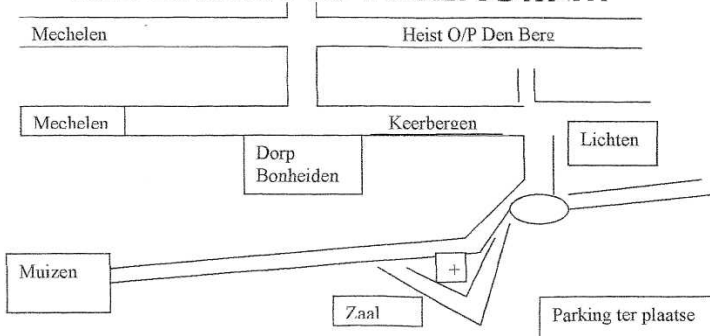 Mechelen
Heist O/P Den Berg
Mechelen
Keerbergen
Lichten
Dorp
Bonheiden
Muizen
+
Zaal
Parking ter plaatse